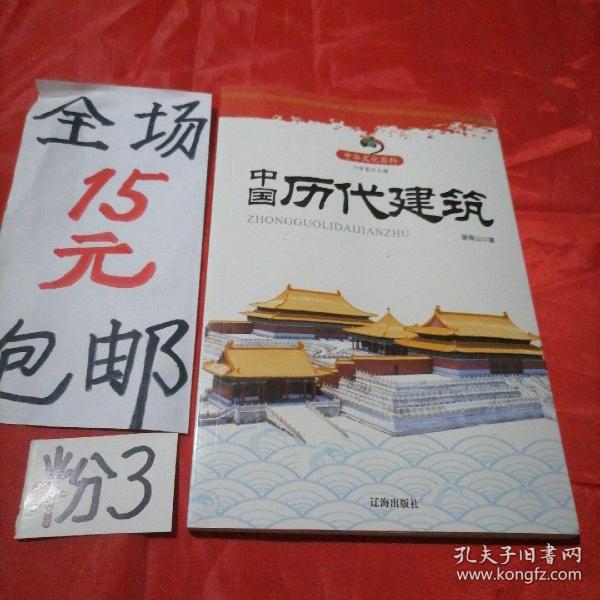 全场
15
元
包邮
粉3
中华文化百科
中国历代建筑
ZHONGGUOLIDAIJIANZHU
辽海出版社
孔夫子旧书网
www.kongfz.com